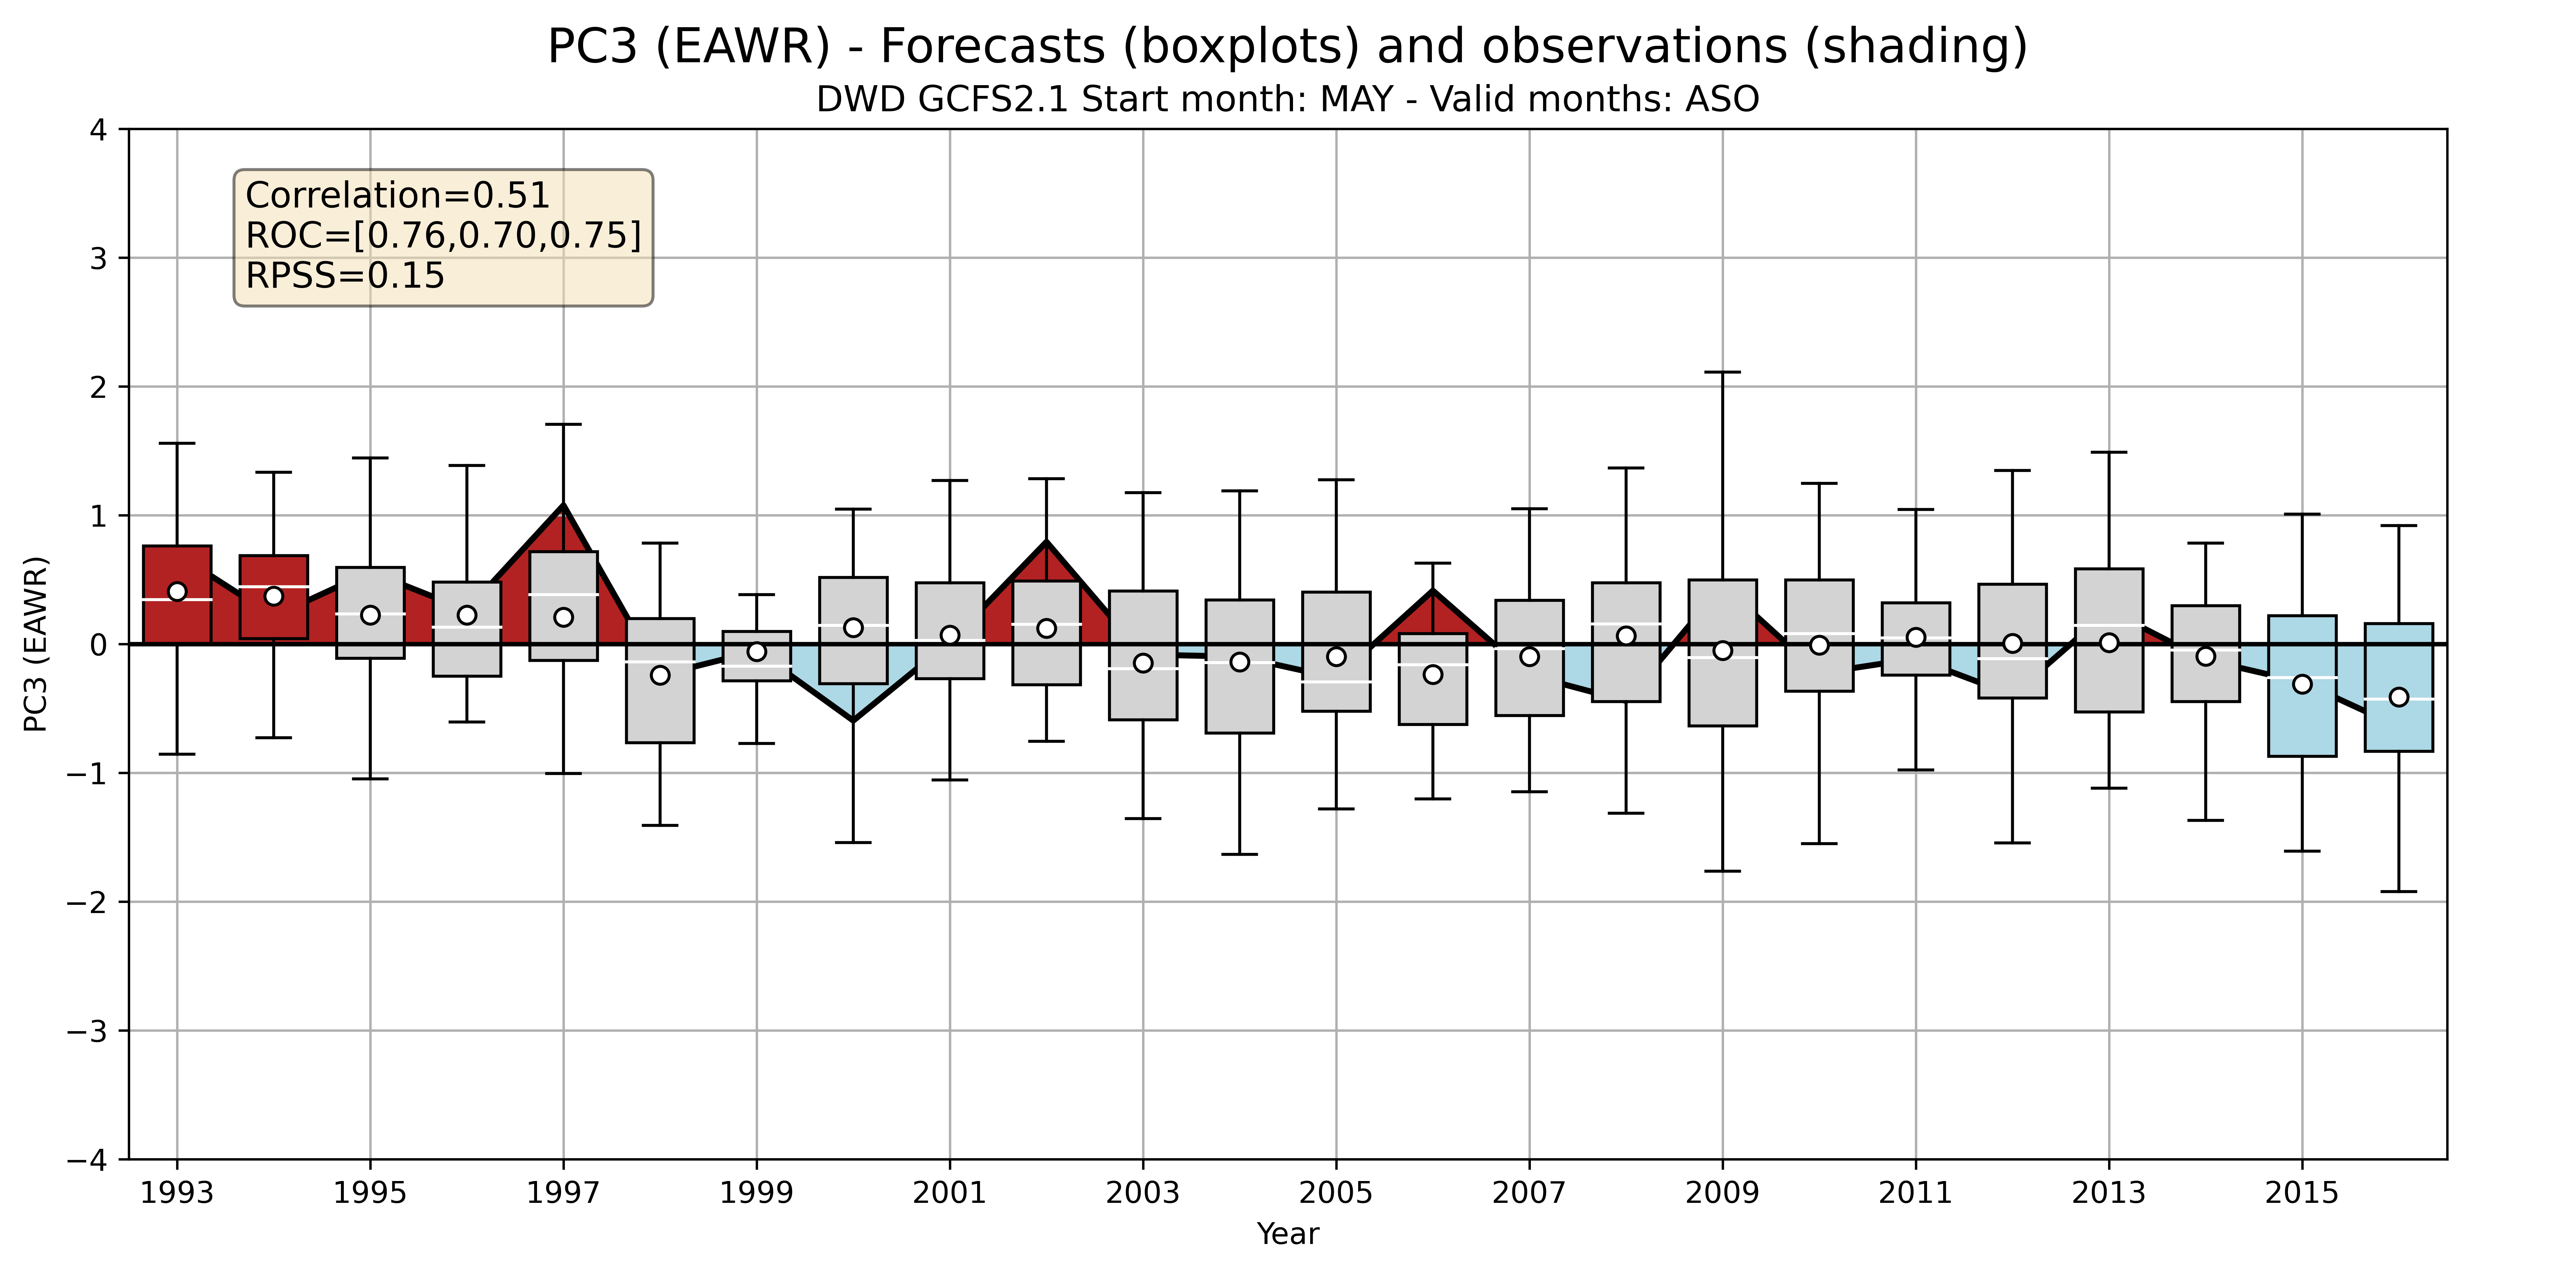 PC3 (EAWR) - Forecasts (boxplots) and observations (shading)
DWD GCFS2.1 Start month: MAY - Valid months: ASO
Correlation=0.51
ROC=[0.76,0.70,0.75]
RPSS=0.15
PC3 (EAWR)
4
3
2
1
0
−1
−2
−3
−4
1993 1995 1997 1999 2001 2003 2005 2007 2009 2011 2013 2015
Year